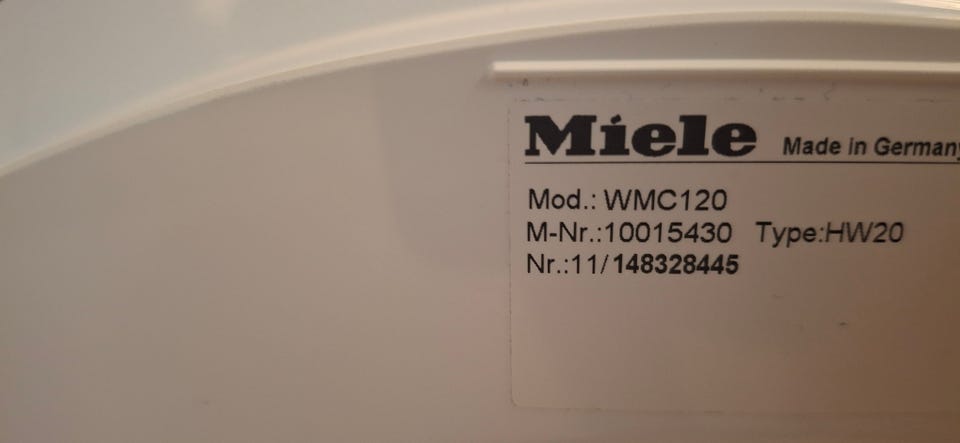 Miele Made in Germany
Mod.: WMC120
M-Nr.:10015430 Type:HW20
Nr.:11/148328445